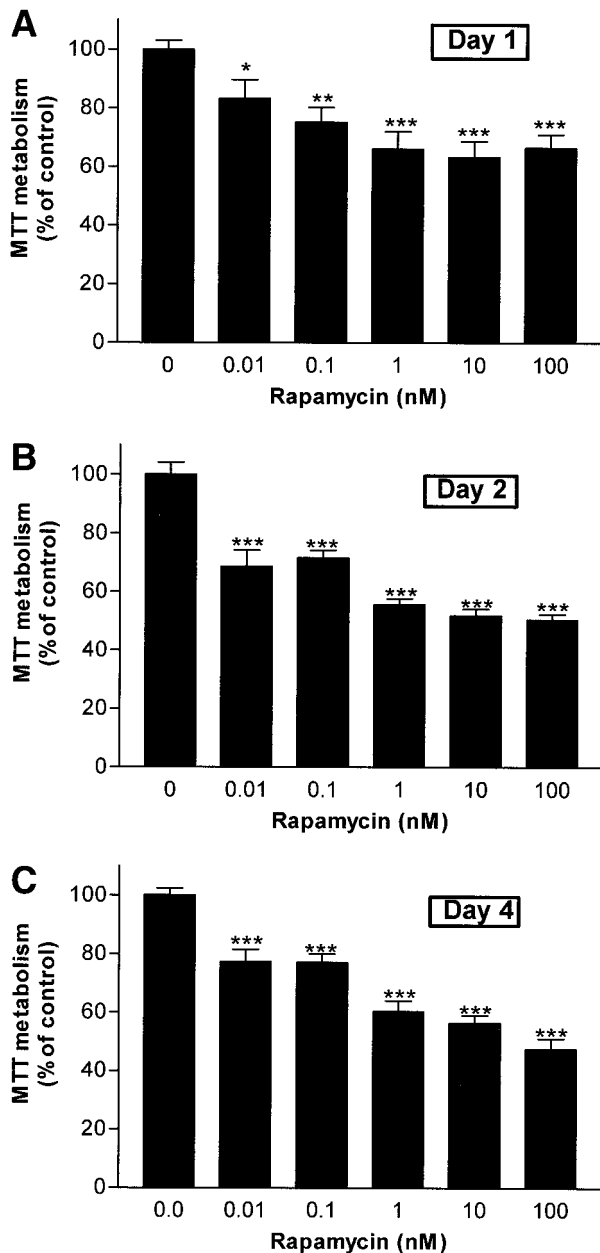 A
Day 1
MTT metabolism
(% of control)
100
80
60
40
20
0
*
**
***
***
***
0 0.01 0.1 1 10 100
Rapamycin (nM)
B
Day 2
MTT metabolism
(% of control)
100
80
60
40
20
0
***
***
***
***
***
0 0.01 0.1 1 10 100
Rapamycin (nM)
C
Day 4
MTT metabolism
(% of control)
100
80
60
40
20
0
***
***
***
***
***
0.0 0.01 0.1 1 10 100
Rapamycin (nM)